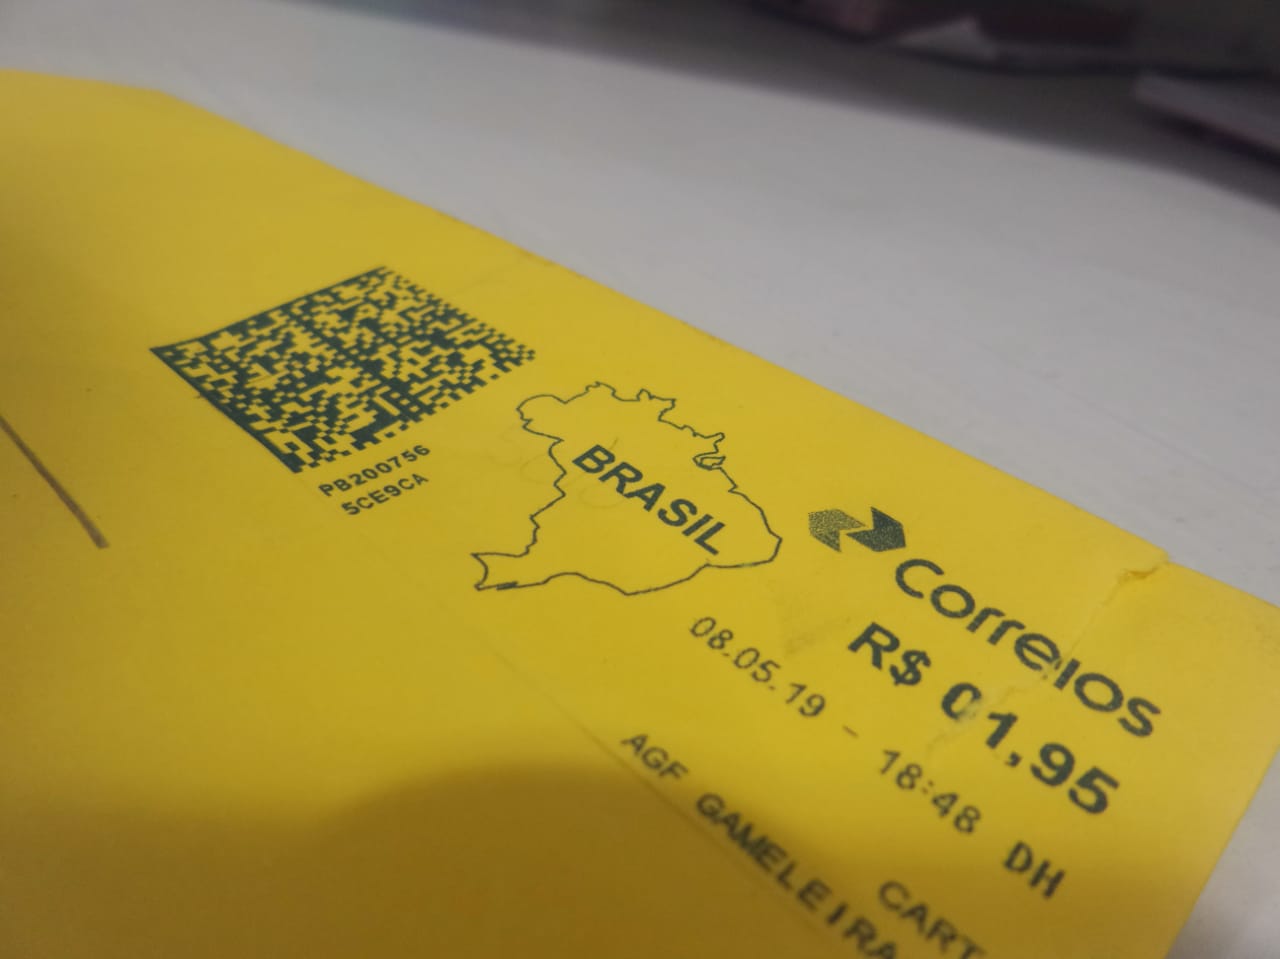 PB200756
5CE9CA
BRASIL
Correios
R$ 01,95
08.05.19 - 18:48 DH
CART
AGF GAMELEIRA